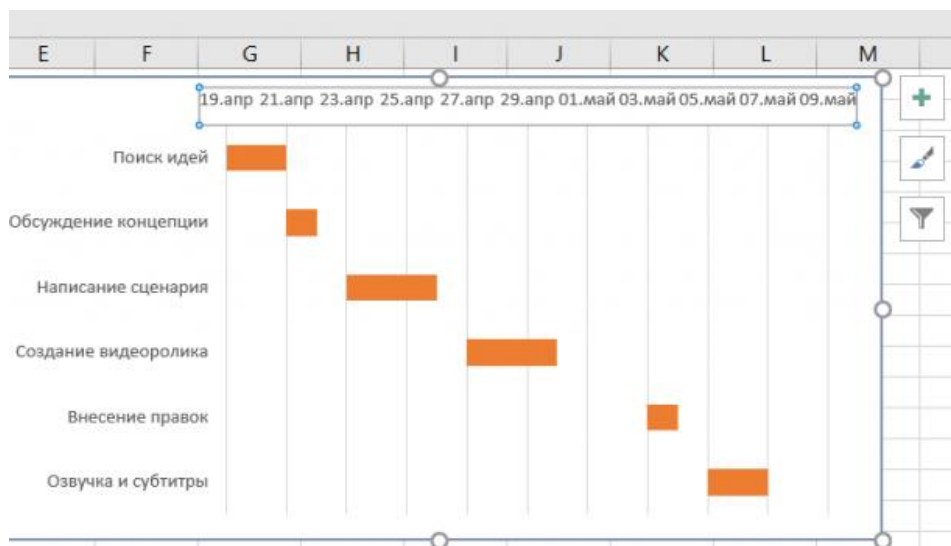 E F G H I J K L M
19.апр 21.апр 23.апр 25.апр 27.апр 29.апр 01.май 03.май 05.май 07.май 09.май
Поиск идей
Обсуждение концепции
Написание сценария
Создание видеоролика
Внесение правок
Озвучка и субтитры